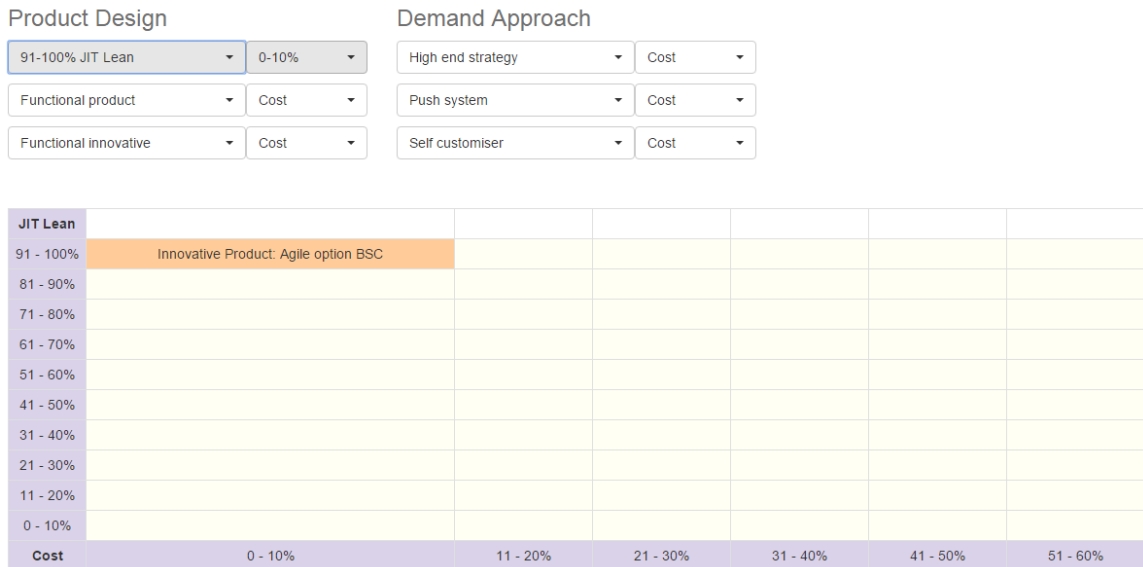 Product Design Demand Approach
91-100% JIT Lean 0-10% High end strategy Cost
Functional product Cost Push system Cost
Functional innovative Cost Self customiser Cost
JIT Lean
91 - 100% Innovative Product: Agile option BSC
81 - 90%
71 - 80%
61 - 70%
51 - 60%
41 - 50%
31 - 40%
21 - 30%
11 - 20%
0 - 10%
Cost 0 - 10% 11 - 20% 21 - 30% 31 - 40% 41 - 50% 51 - 60%